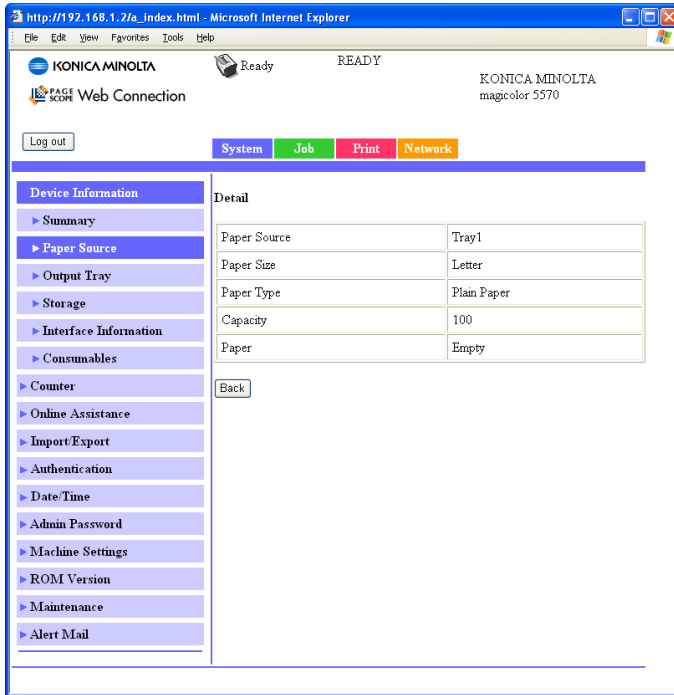 http://192.168.1.2/a_index.html - Microsoft Internet Explorer
File Edit View Favorites Tools Help
KONICA MINOLTA
Ready
READY
KONICA MINOLTA
magicolor 5570
PAGE SCOPE Web Connection
Log out
System Job Print Network
Device Information
Summary
Paper Source
Output Tray
Storage
Interface Information
Consumables
Counter
Online Assistance
Import/Export
Authentication
Date/Time
Admin Password
Machine Settings
ROM Version
Maintenance
Alert Mail
Detail
Paper Source Tray1
Paper Size Letter
Paper Type Plain Paper
Capacity 100
Paper Empty
Back